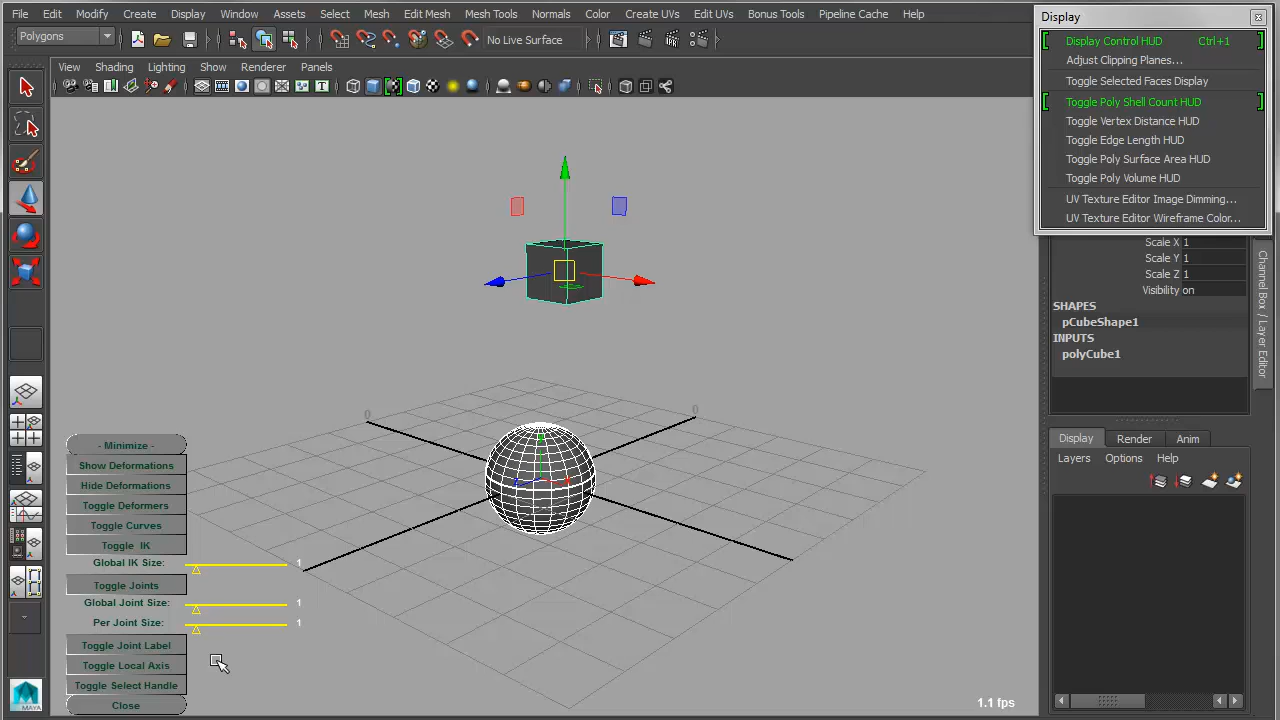 File Edit Modify Create Display Window Assets Select Mesh Edit Mesh Mesh Tools Normals Color Create UVs Edit UVs Bonus Tools Pipeline Cache Help
Polygons
No Live Surface
View Shading Lighting Show Renderer Panels
Display
Display Control HUD Ctrl+1
Adjust Clipping Planes...
Toggle Selected Faces Display
Toggle Poly Shell Count HUD
Toggle Vertex Distance HUD
Toggle Edge Length HUD
Toggle Poly Surface Area HUD
Toggle Poly Volume HUD
UV Texture Editor Image Dimming...
UV Texture Editor Wireframe Color...
Scale X 1
Scale Y 1
Scale Z 1
Visibility on
SHAPES
pCubeShape1
INPUTS
polyCube1
Channel Box / Layer Editor
Display Render Anim
Layers Options Help
0
0
- Minimize -
Show Deformations
Hide Deformations
Toggle Deformers
Toggle Curves
Toggle IK
Global IK Size: 1
Toggle Joints
Global Joint Size: 1
Per Joint Size: 1
Toggle Joint Label
Toggle Local Axis
Toggle Select Handle
Close
1.1 fps
MAYA